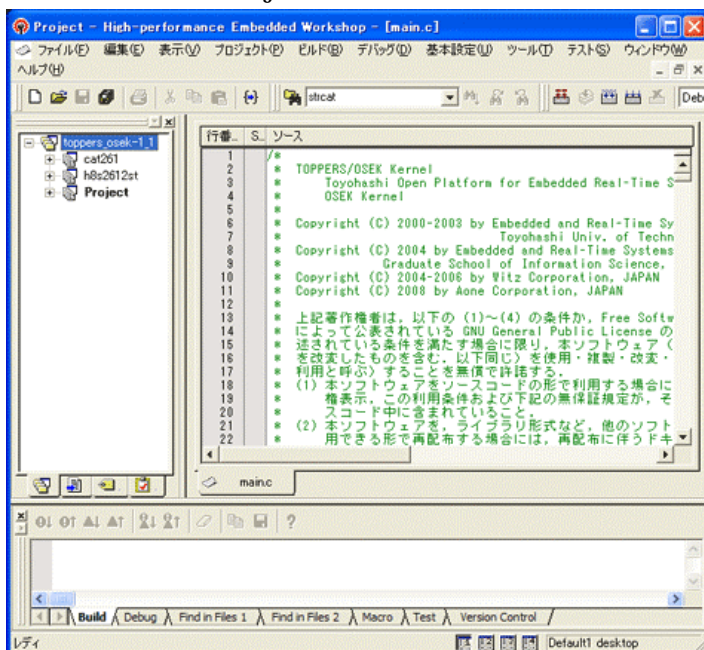 Project - High-performance Embedded Workshop - [main.c]
ファイル(F) 編集(E) 表示(V) プロジェクト(P) ビルド(B) デバッグ(D) 基本設定(U) ツール(T) テスト(S) ウィンドウ(W)
ヘルプ(H)
strcat
Deb
toppers_osek-1_1
cat261
h8s2612st
Project
行番.. S.. ソース
1 /*
2 * TOPPERS/OSEK Kernel
3 * Toyohashi Open Platform for Embedded Real-Time S
4 * OSEK Kernel
5 *
6 * Copyright (C) 2000-2003 by Embedded and Real-Time Sy
7 * Toyohashi Univ. of Techn
8 * Copyright (C) 2004 by Embedded and Real-Time Systems
9 * Graduate School of Information Science,
10 * Copyright (C) 2004-2006 by Witz Corporation, JAPAN
11 * Copyright (C) 2008 by Aone Corporation, JAPAN
12 *
13 * 上記著作権者は，以下の (1)～(4) の条件か，Free Softw
14 * によって公表されている GNU General Public License の
15 * 述されている条件を満たす場合に限り，本ソフトウェア（
16 * を改変したものを含む．以下同じ）を使用・複製・改変・
17 * 利用と呼ぶ）することを無償で許諾する．
18 * (1) 本ソフトウェアをソースコードの形で利用する場合に
19 * 権表示，この利用条件および下記の無保証規定が，そ
20 * スコード中に含まれていること．
21 * (2) 本ソフトウェアを，ライブラリ形式など，他のソフト
22 * 用できる形で再配布する場合には，再配布に伴うドキ
main.c
Build Debug Find in Files 1 Find in Files 2 Macro Test Version Control
レディ Default1 desktop